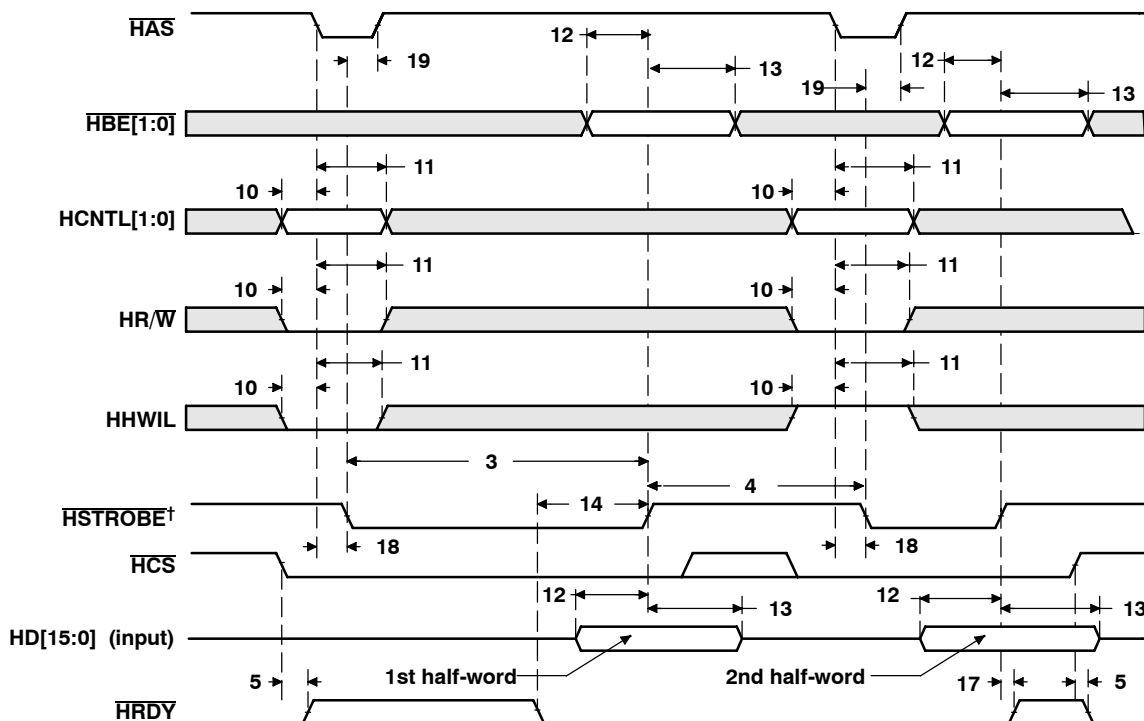 HAS
12
19
13
12
19
13
HBE[1:0]
11
11
10
10
HCNTL[1:0]
11
11
10
10
HR/W
11
11
10
10
HHWIL
3
4
14
HSTROBE†
18
18
HCS
12
13
12
13
HD[15:0] (input)
1st half-word
2nd half-word
5
17
5
HRDY